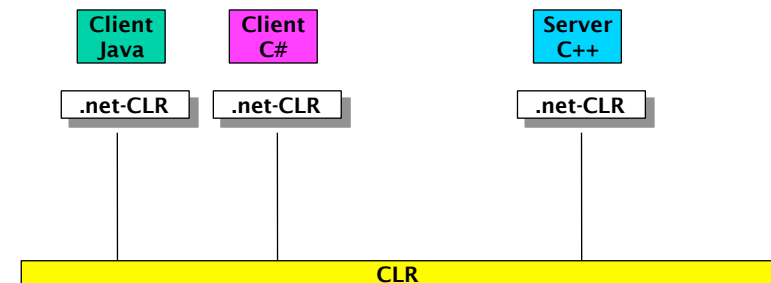 Client
Java
Client
C#
Server
C++
.net-CLR
.net-CLR
.net-CLR
CLR